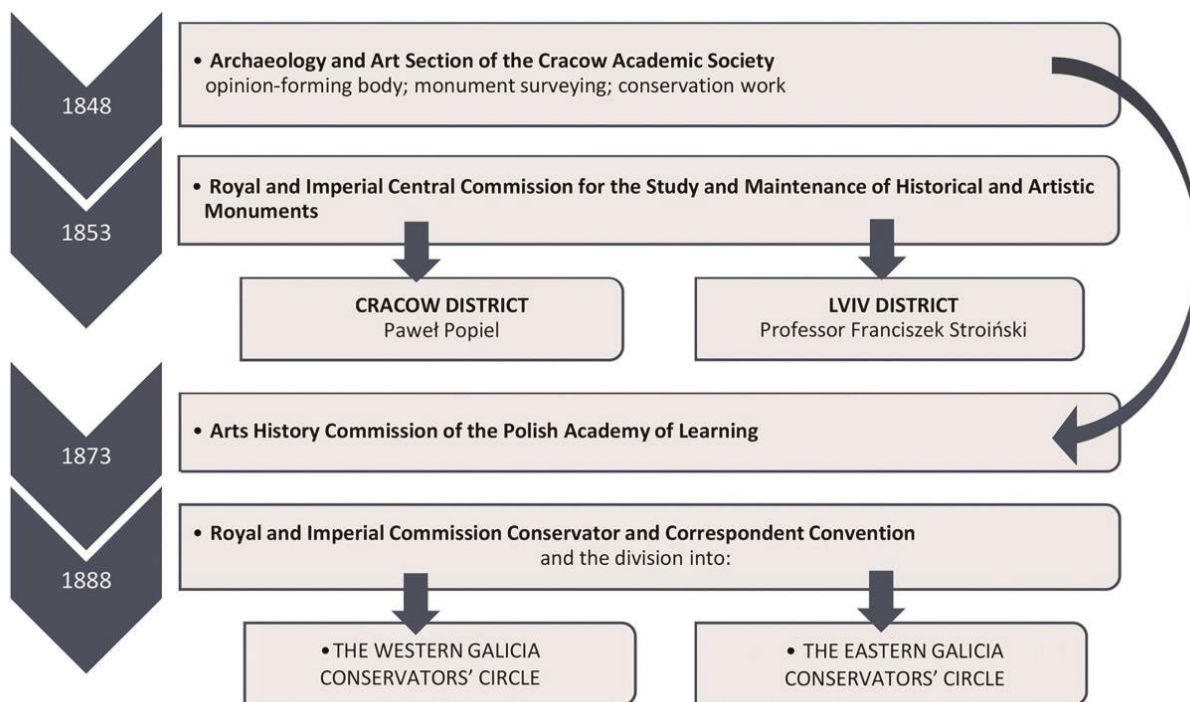 1848
• Archaeology and Art Section of the Cracow Academic Society
opinion-forming body; monument surveying; conservation work
1853
• Royal and Imperial Central Commission for the Study and Maintenance of Historical and Artistic
Monuments
CRACOW DISTRICT
Paweł Popiel
LVIV DISTRICT
Professor Franciszek Stroiński
1873
• Arts History Commission of the Polish Academy of Learning
1888
• Royal and Imperial Commission Conservator and Correspondent Convention
and the division into:
• THE WESTERN GALICIA
CONSERVATORS’ CIRCLE
• THE EASTERN GALICIA
CONSERVATORS’ CIRCLE